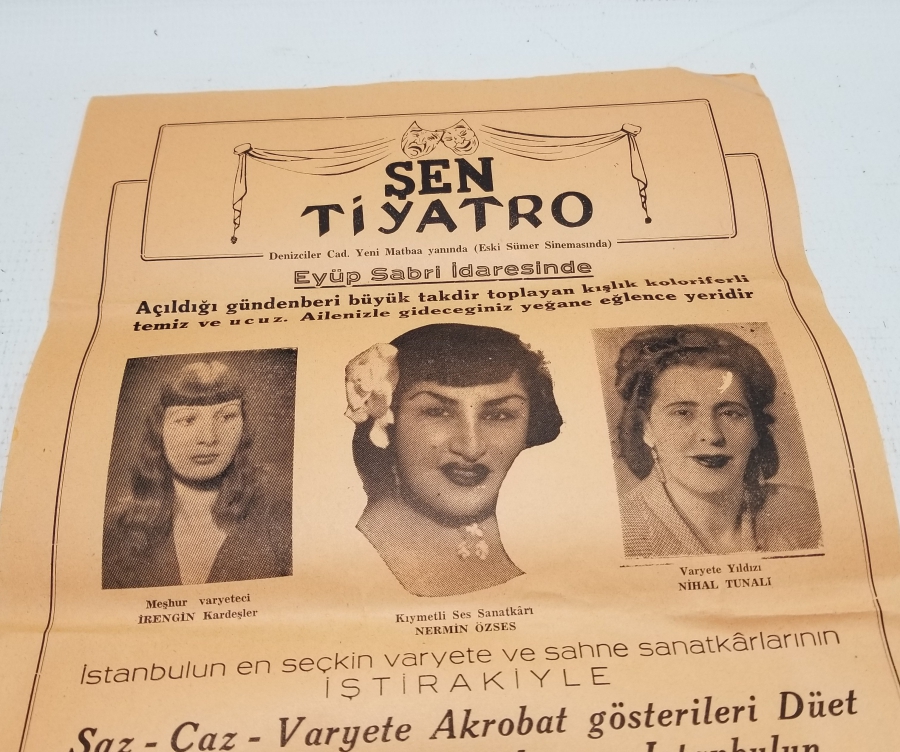 ŞEN
TİYATRO
Denizciler Cad. Yeni Matbaa yanında (Eski Sümer Sinemasında)
Eyüp Sabri İdaresinde
Açıldığı gündenberi büyük takdir toplayan kışlık koloriferli
temiz ve ucuz. Ailenizle gideceginiz yeğane eğlence yeridir
Meşhur varyeteci
İRENGİN Kardeşler
Kıymetli Ses Sanatkârı
NERMİN ÖZSES
Varyete Yıldızı
NİHAL TUNALI
İstanbulun en seçkin varyete ve sahne sanatkârlarının
İŞTİRAKİYLE
Saz - Caz - Varyete Akrobat gösterileri Düet
İstanbulun